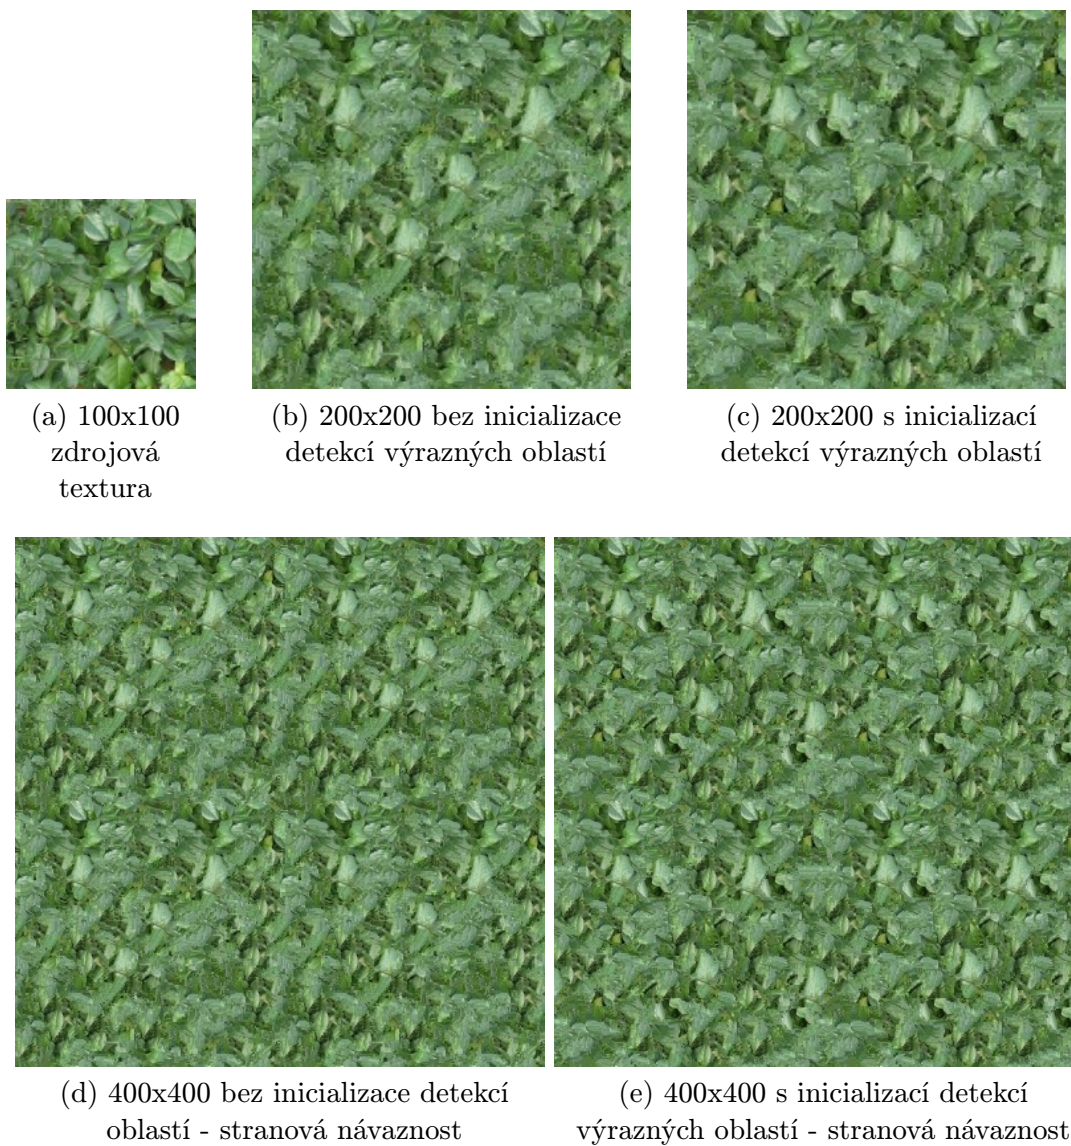 (a) 100x100
zdrojová
textura
(b) 200x200 bez inicializace
detekcí výrazných oblastí
(c) 200x200 s inicializací
detekcí výrazných oblastí
(d) 400x400 bez inicializace detekcí
oblastí - stranová návaznost
(e) 400x400 s inicializací detekcí
výrazných oblastí - stranová návaznost